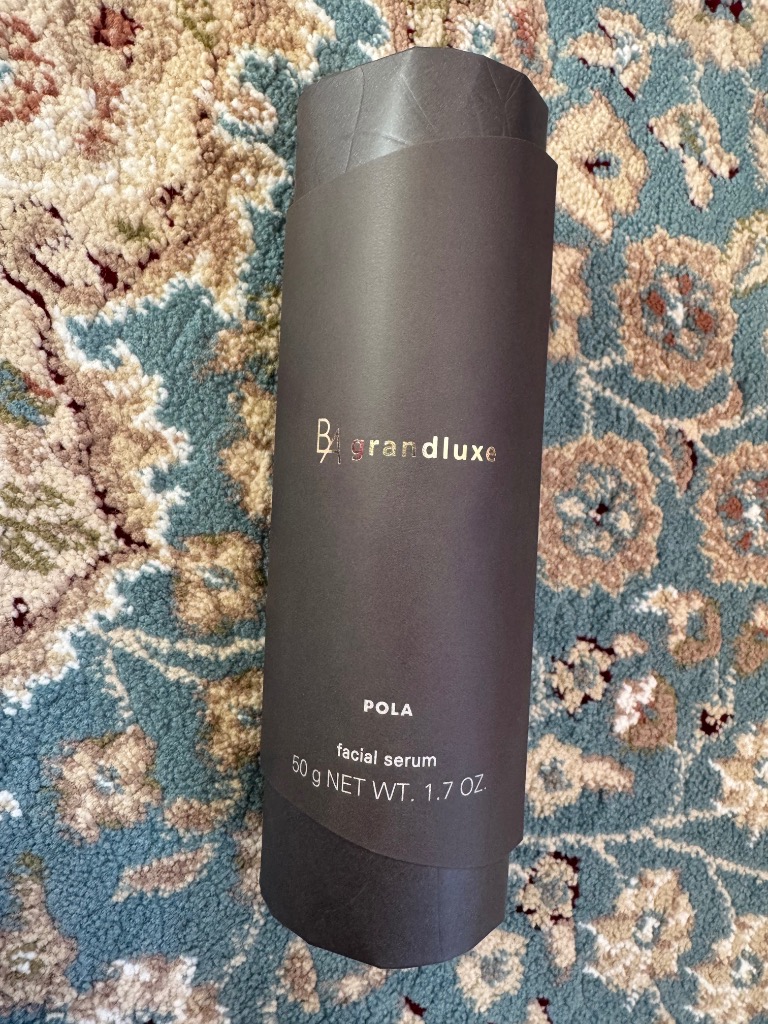 BA grandluxe
POLA
facial serum
50 g NET WT. 1.7 OZ.